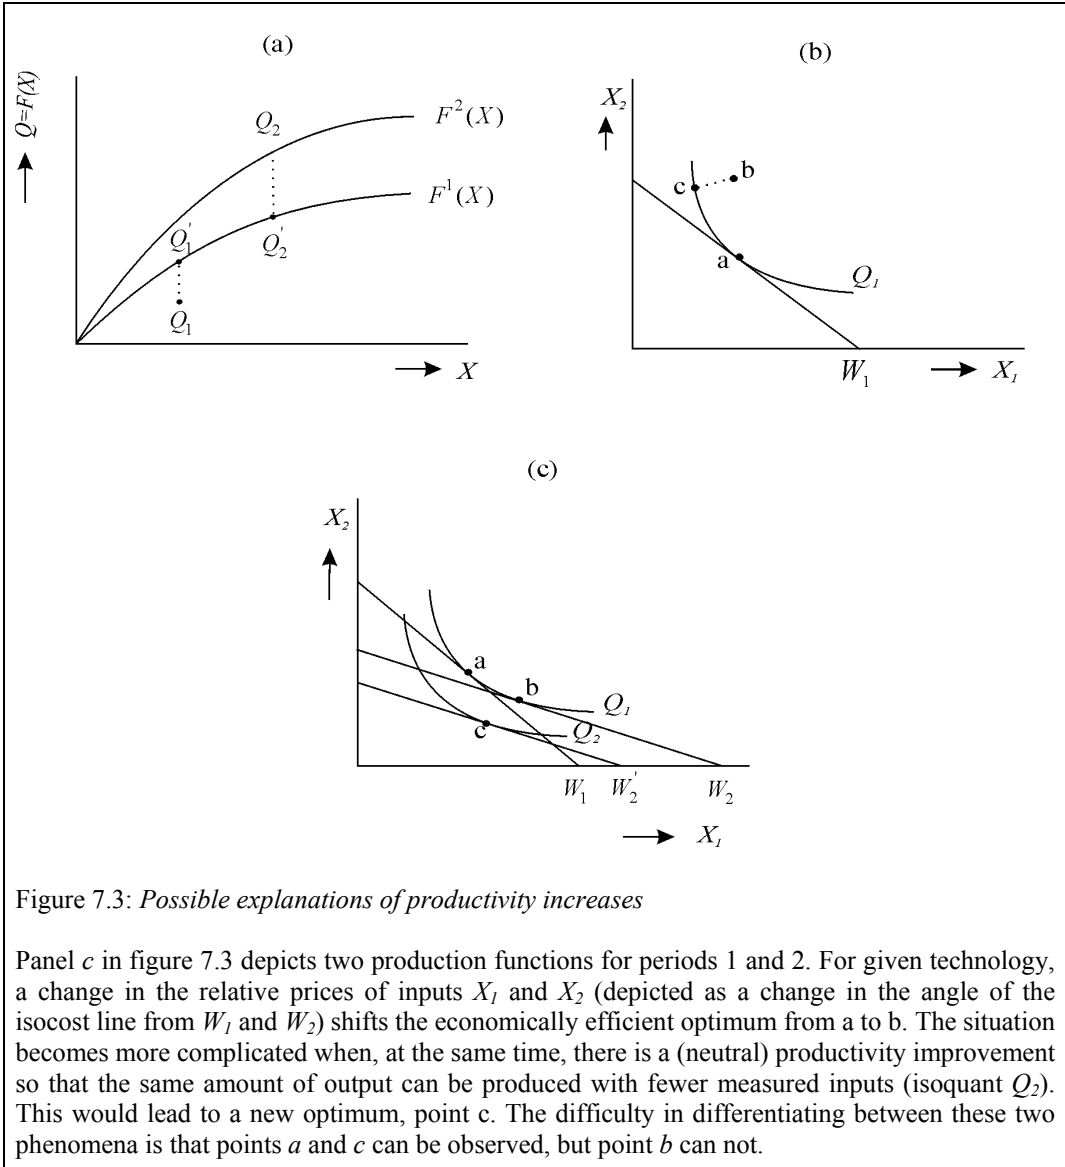 (a)
Q=F(X)
Q₂
F²(X)
F¹(X)
Q₁'
Q₂'
Q₁
X
(b)
X₂
b
c
a
Q₁
W₁
X₁
(c)
X₂
a
b
Q₁
c
Q₂
W₁
W₂'
W₂
X₁
Figure 7.3: Possible explanations of productivity increases
Panel c in figure 7.3 depicts two production functions for periods 1 and 2. For given technology,
a change in the relative prices of inputs X₁ and X₂ (depicted as a change in the angle of the
isocost line from W₁ and W₂) shifts the economically efficient optimum from a to b. The situation
becomes more complicated when, at the same time, there is a (neutral) productivity improvement
so that the same amount of output can be produced with fewer measured inputs (isoquant Q₂).
This would lead to a new optimum, point c. The difficulty in differentiating between these two
phenomena is that points a and c can be observed, but point b can not.